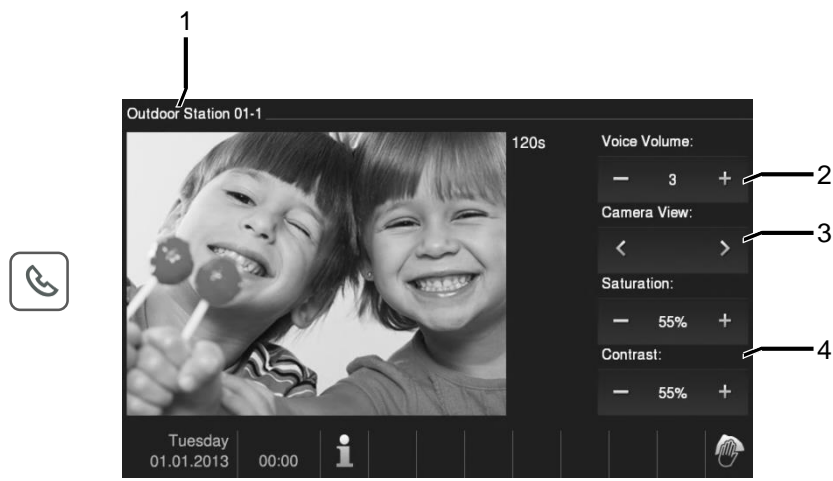 1
Outdoor Station 01-1
120s
Voice Volume:
− 3 +
2
Camera View:
< >
3
Saturation:
− 55% +
Contrast:
4
− 55% +
Tuesday
01.01.2013
00:00
i